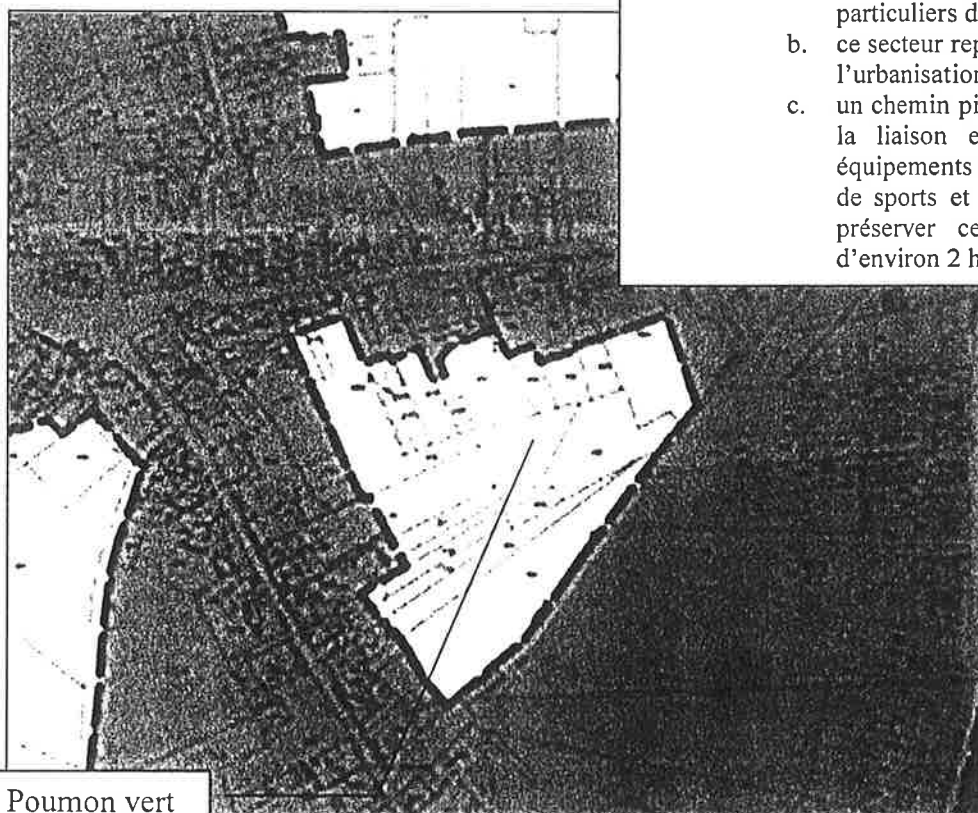 particuliers d
b. ce secteur rep
l'urbanisation
c. un chemin pi
la liaison e
équipements
de sports et
préserver ce
d'environ 2 h
Poumon vert